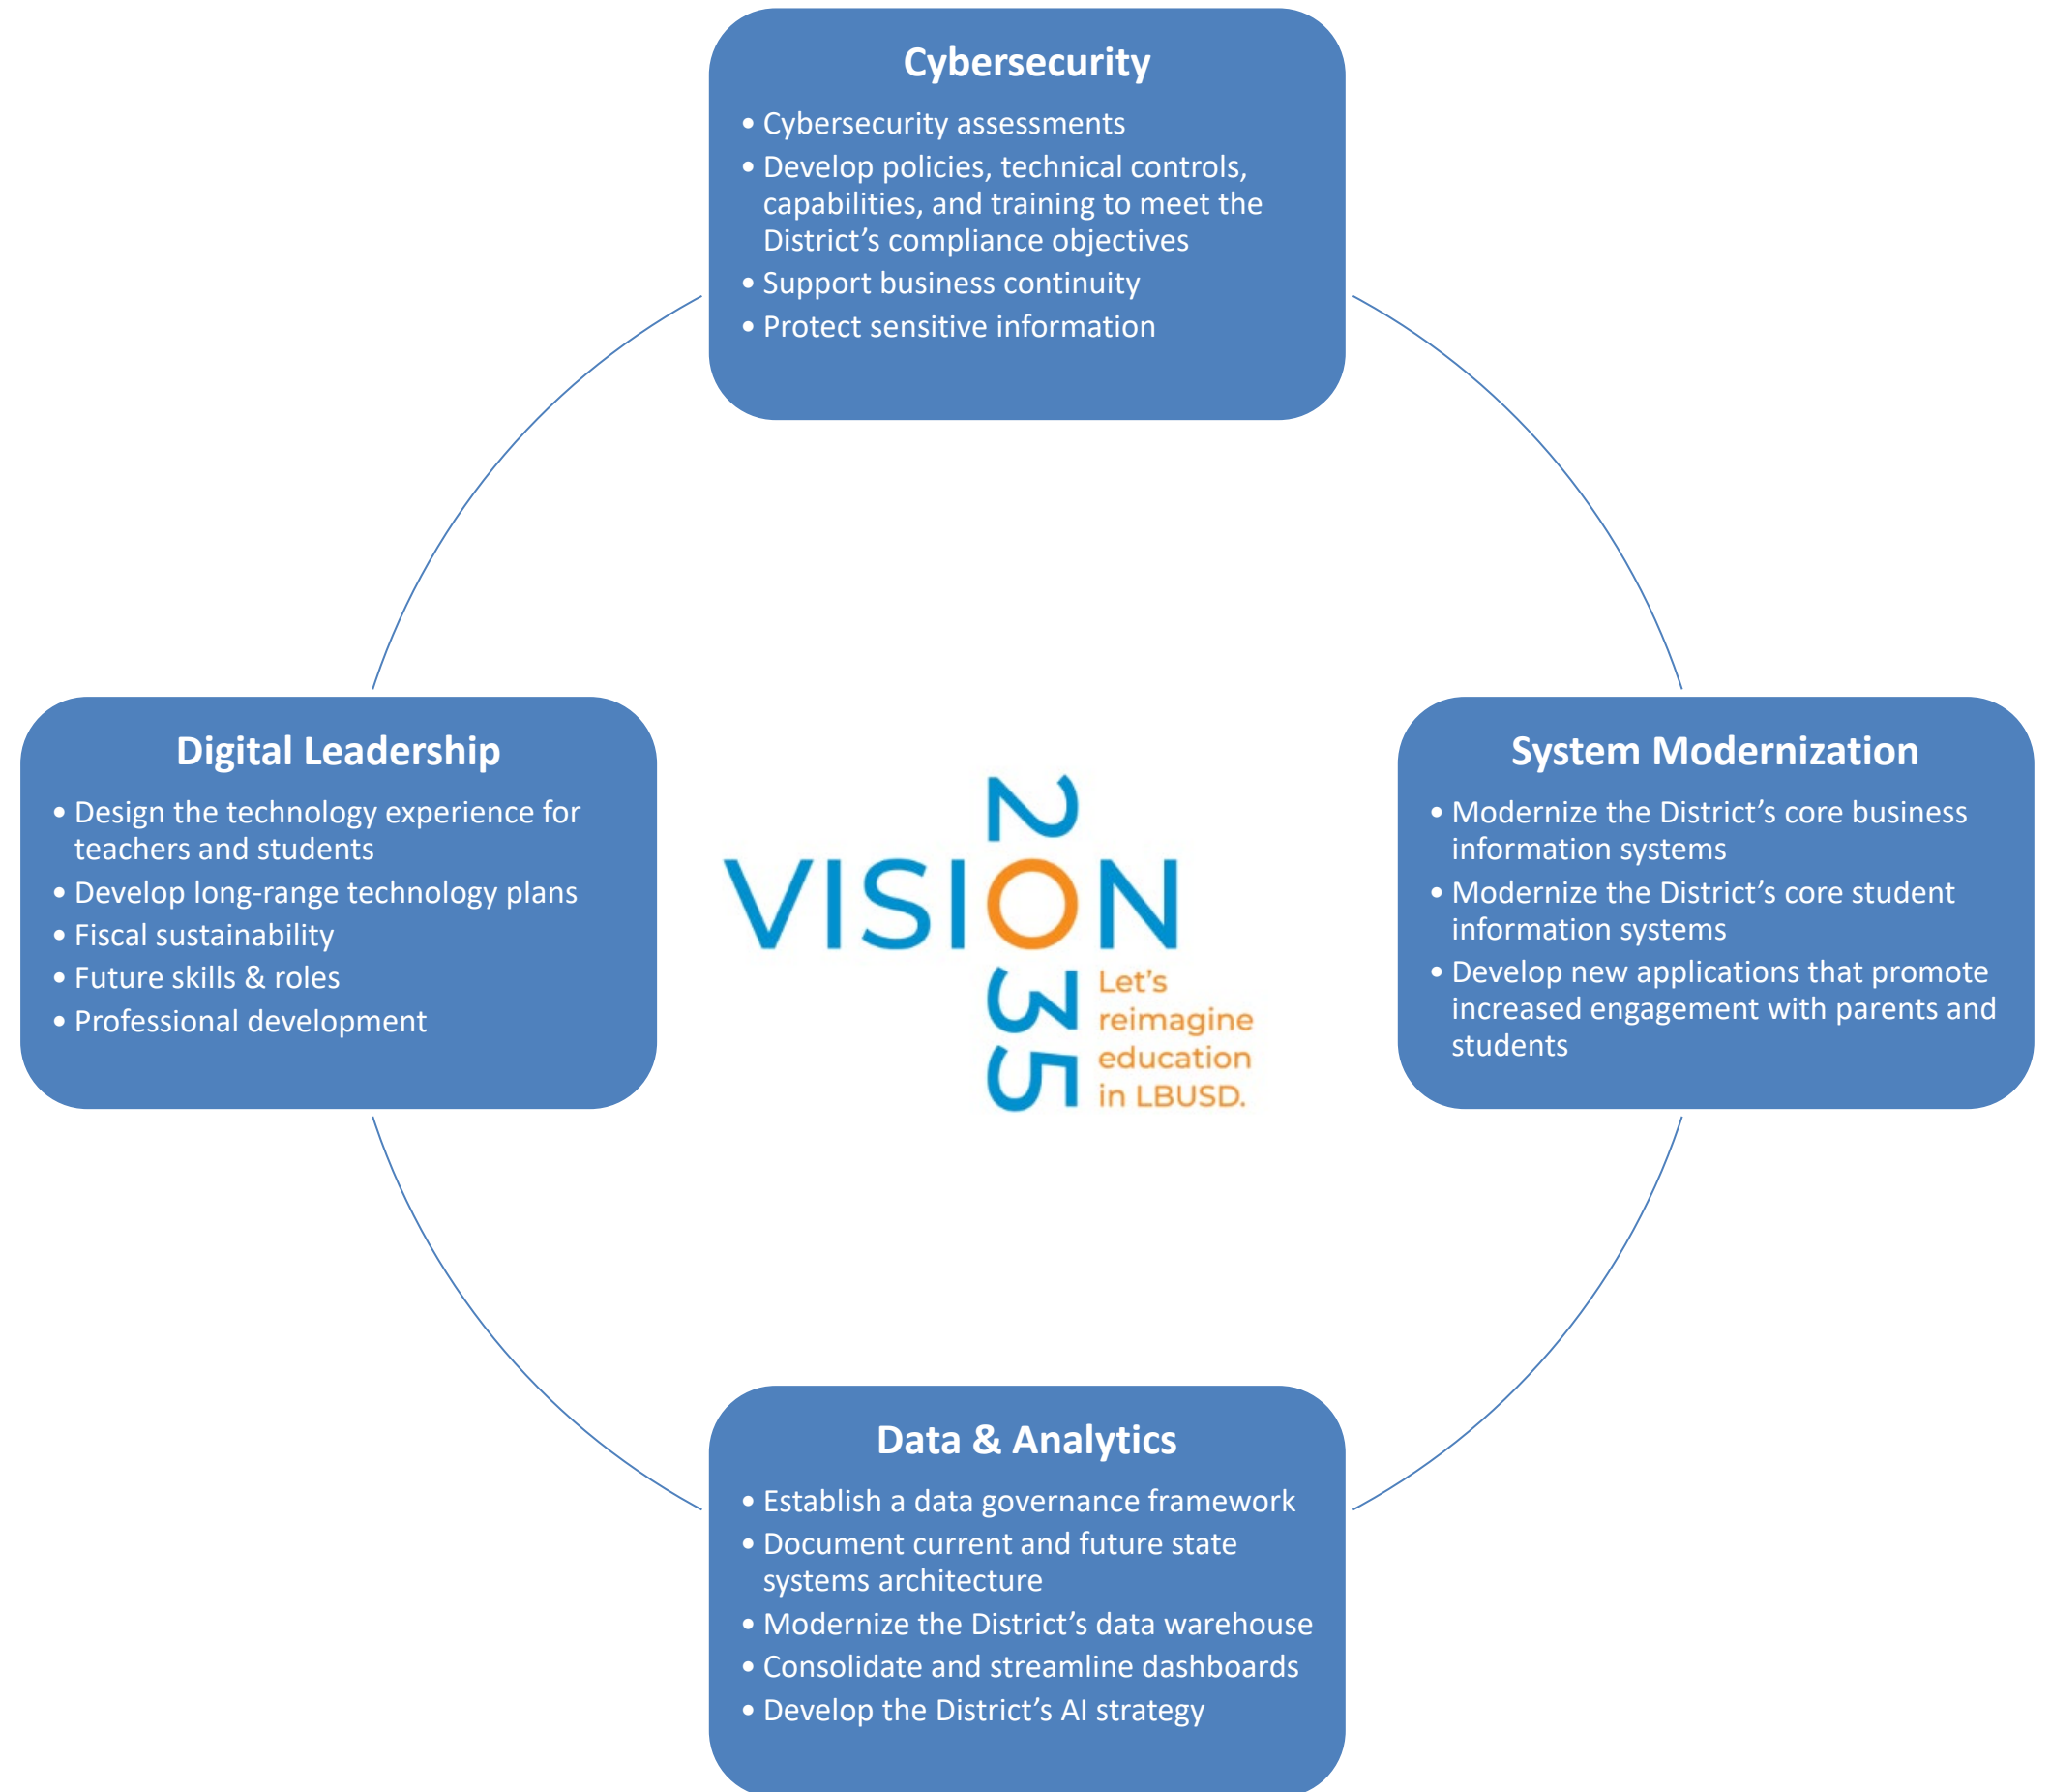 Cybersecurity
• Cybersecurity assessments
• Develop policies, technical controls,
capabilities, and training to meet the
District’s compliance objectives
• Support business continuity
• Protect sensitive information
Digital Leadership
• Design the technology experience for
teachers and students
• Develop long-range technology plans
• Fiscal sustainability
• Future skills & roles
• Professional development
2
VISION
35
Let's
reimagine
education
in LBUSD.
System Modernization
• Modernize the District’s core business
information systems
• Modernize the District’s core student
information systems
• Develop new applications that promote
increased engagement with parents and
students
Data & Analytics
• Establish a data governance framework
• Document current and future state
systems architecture
• Modernize the District’s data warehouse
• Consolidate and streamline dashboards
• Develop the District’s AI strategy